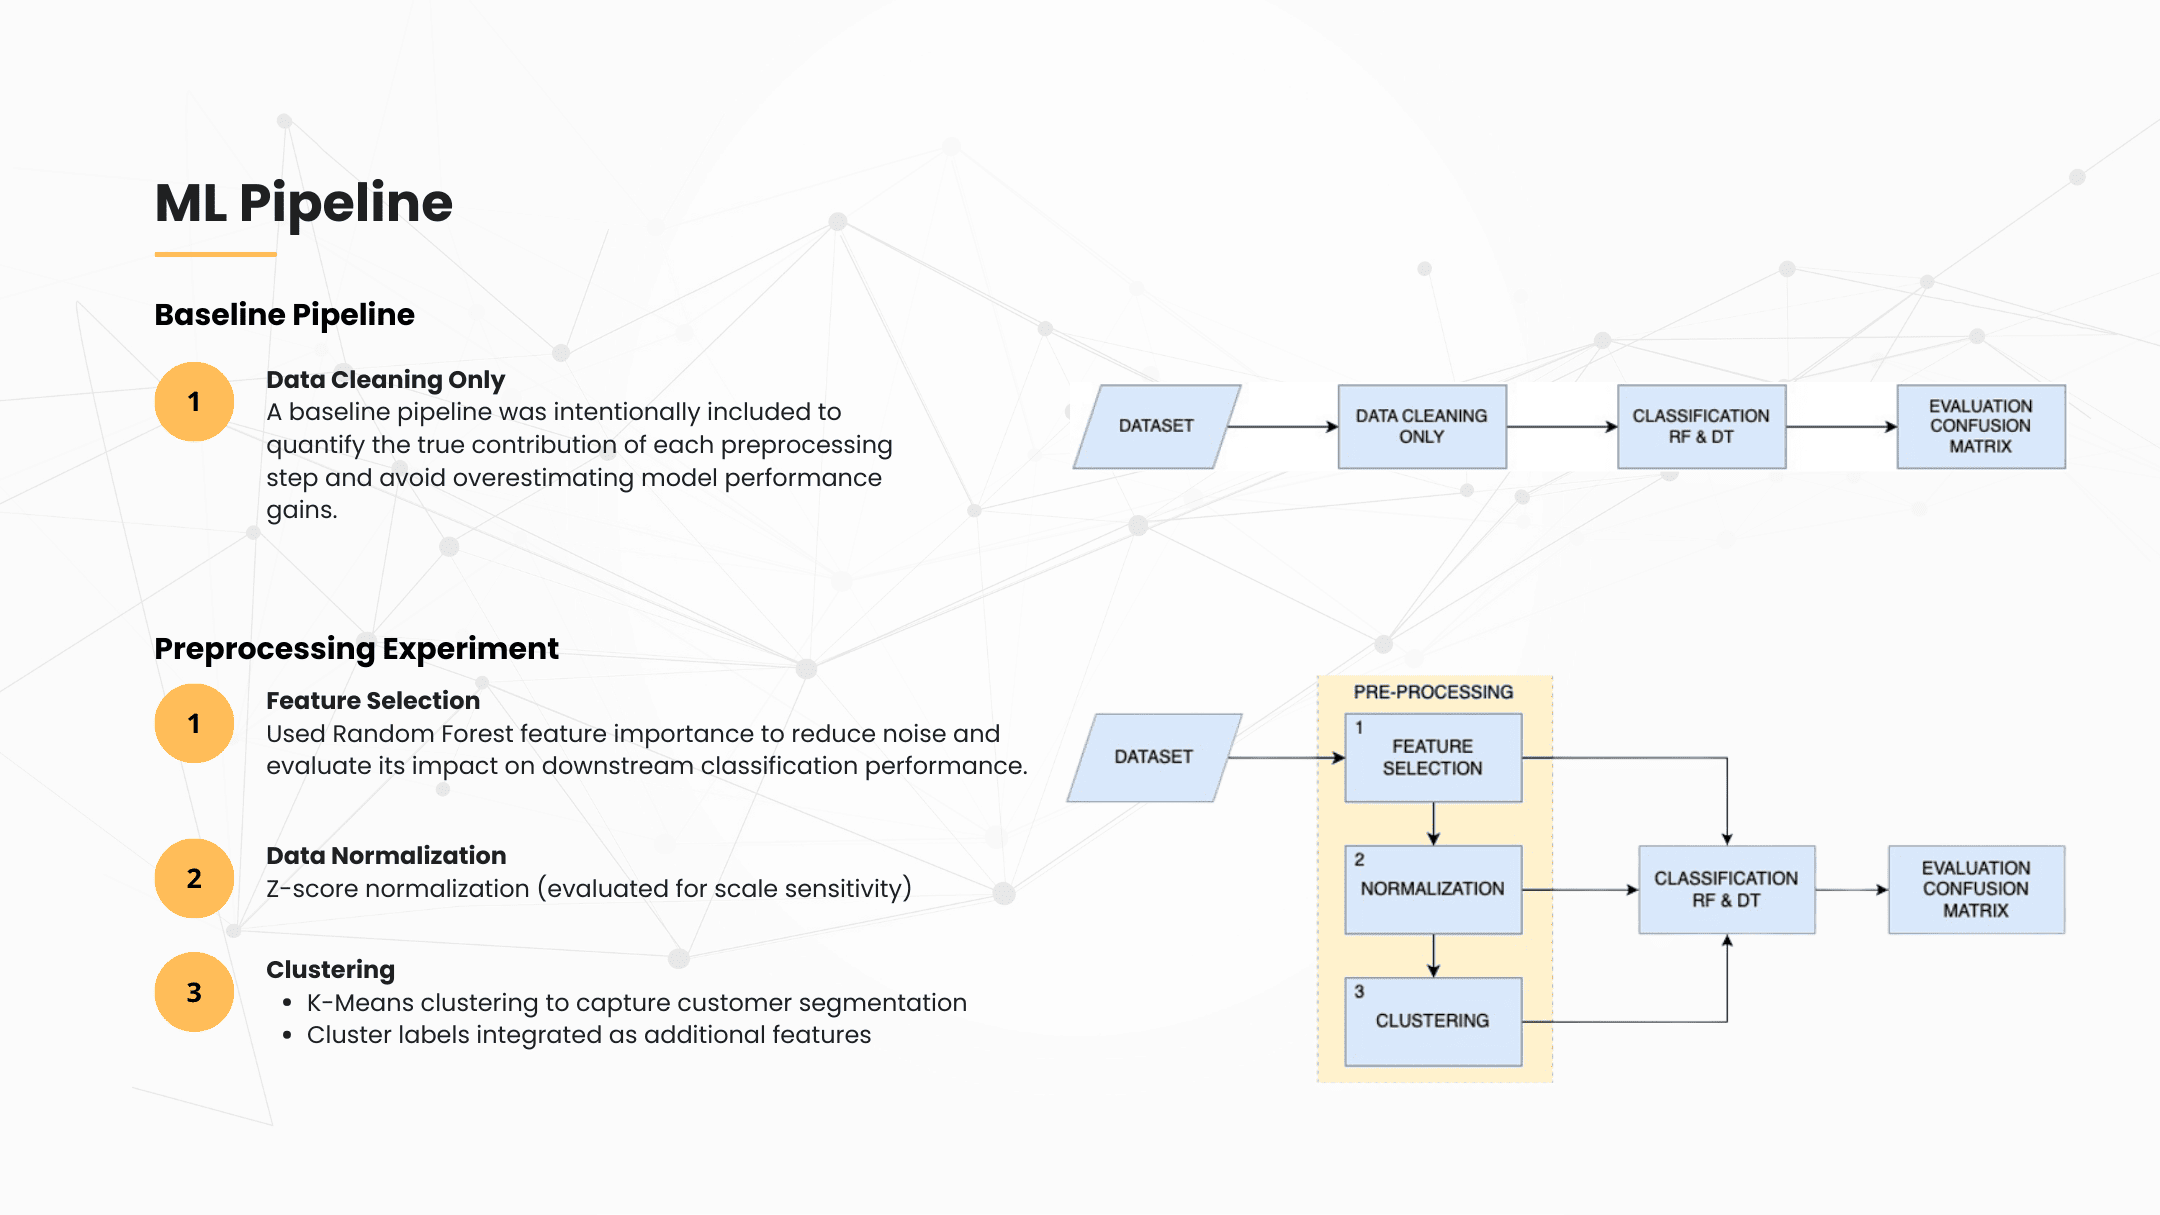 ML Pipeline
Baseline Pipeline
1
Data Cleaning Only
A baseline pipeline was intentionally included to
quantify the true contribution of each preprocessing
step and avoid overestimating model performance
gains.
DATASET
DATA CLEANING
ONLY
CLASSIFICATION
RF & DT
EVALUATION
CONFUSION
MATRIX
Preprocessing Experiment
1
Feature Selection
Used Random Forest feature importance to reduce noise and
evaluate its impact on downstream classification performance.
2
Data Normalization
Z-score normalization (evaluated for scale sensitivity)
3
Clustering
• K-Means clustering to capture customer segmentation
• Cluster labels integrated as additional features
PRE-PROCESSING
DATASET
1
FEATURE
SELECTION
2
NORMALIZATION
3
CLUSTERING
CLASSIFICATION
RF & DT
EVALUATION
CONFUSION
MATRIX